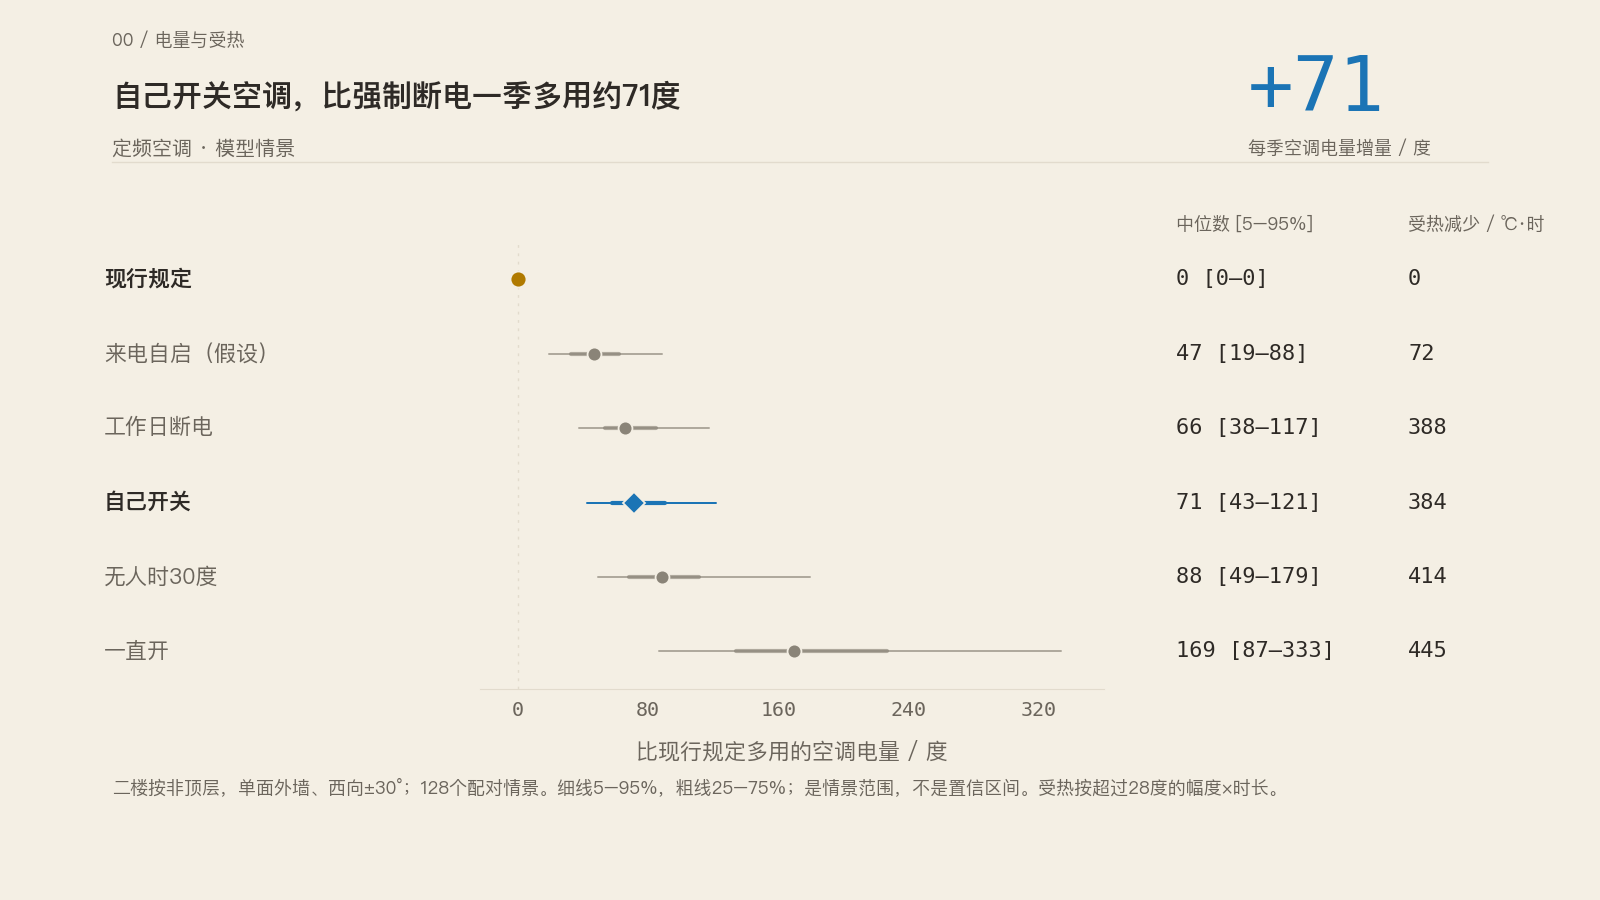 00 / 电量与受热
自己开关空调，比强制断电一季多用约71度
定频空调 · 模型情景
+71
每季空调电量增量 / 度
中位数 [5—95%] 受热减少 / ℃·时
现行规定 0 [0—0] 0
来电自启（假设） 47 [19—88] 72
工作日断电 66 [38—117] 388
自己开关 71 [43—121] 384
无人时30度 88 [49—179] 414
一直开 169 [87—333] 445
0 80 160 240 320
比现行规定多用的空调电量 / 度
二楼按非顶层，单面外墙、西向±30°；128个配对情景。细线5—95%，粗线25—75%；是情景范围，不是置信区间。受热按超过28度的幅度×时长。